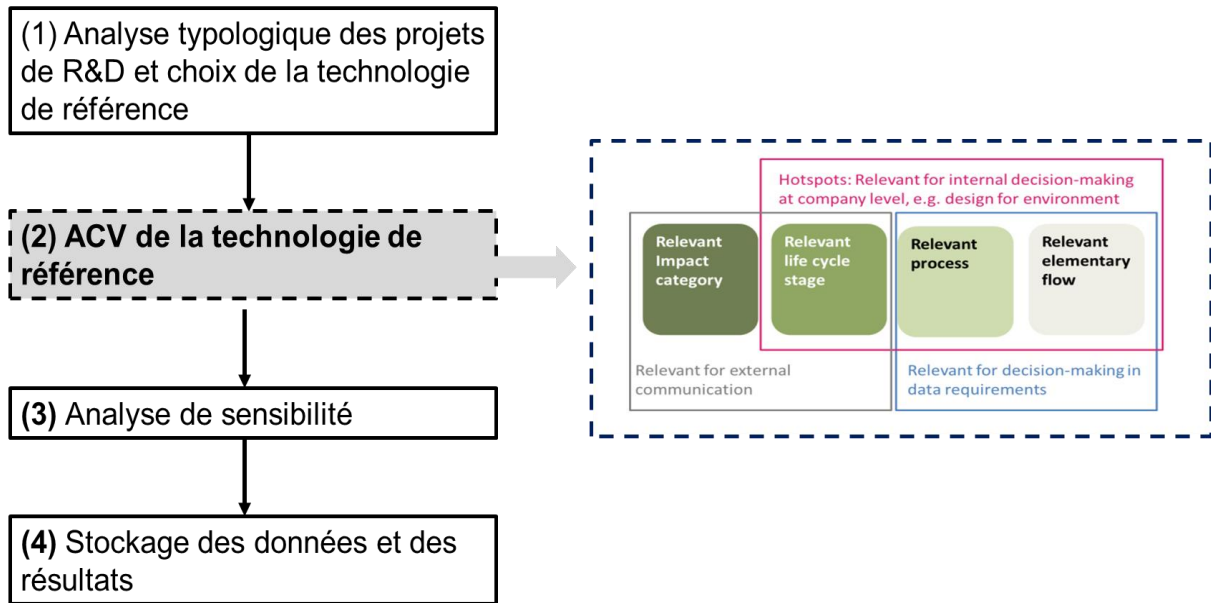 (1) Analyse typologique des projets
de R&D et choix de la technologie
de référence
(2) ACV de la technologie de
référence
(3) Analyse de sensibilité
(4) Stockage des données et des
résultats
Hotspots: Relevant for internal decision-making
at company level, e.g. design for environment
Relevant
Impact
category
Relevant
life cycle
stage
Relevant
process
Relevant
elementary
flow
Relevant for external
communication
Relevant for decision-making in
data requirements